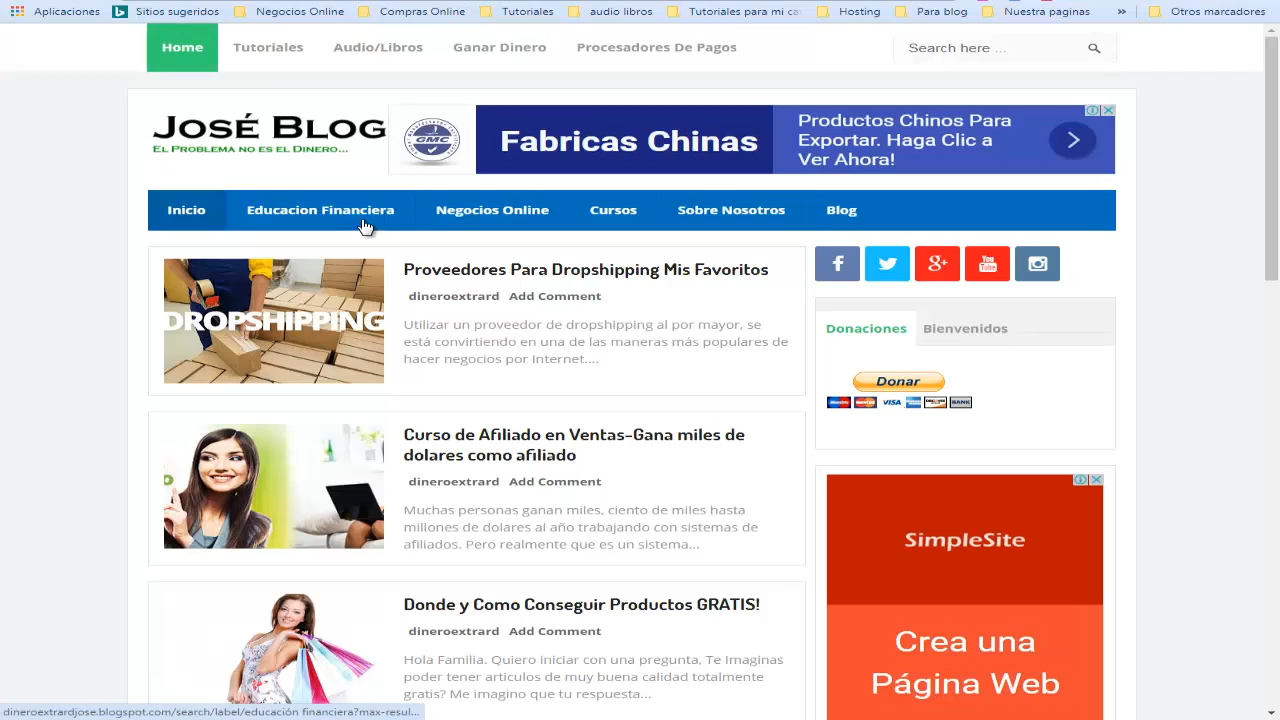 Aplicaciones Sitios sugeridos Negocios Online Compras Online Tutoriales audio libros Tutoriales para mi ca Hosting Para blog Nuestra paginas » Otros marcadores
Home Tutoriales Audio/Libros Ganar Dinero Procesadores De Pagos Search here ...
JOSÉ BLOG
EL PROBLEMA NO ES EL DINERO...
GMC
Fabricas Chinas
Productos Chinos Para
Exportar. Haga Clic a
Ver Ahora!
Inicio Educacion Financiera Negocios Online Cursos Sobre Nosotros Blog
DROPSHIPPING
Proveedores Para Dropshipping Mis Favoritos
dineroextrard Add Comment
Utilizar un proveedor de dropshipping al por mayor, se
está convirtiendo en una de las maneras más populares de
hacer negocios por Internet....
f g+ You Tube
Donaciones Bienvenidos
Donar
VISA BANK
Curso de Afiliado en Ventas-Gana miles de
dolares como afiliado
dineroextrard Add Comment
Muchas personas ganan miles, ciento de miles hasta
millones de dolares al año trabajando con sistemas de
afiliados. Pero realmente que es un sistema...
SimpleSite
Crea una
Página Web
Donde y Como Conseguir Productos GRATIS!
dineroextrard Add Comment
Hola Familia. Quiero iniciar con una pregunta, Te Imaginas
poder tener articulos de muy buena calidad totalmente
gratis? Me imagino que tu respuesta...
dineroextrardjose.blogspot.com/search/label/educación financiera?max-resul...